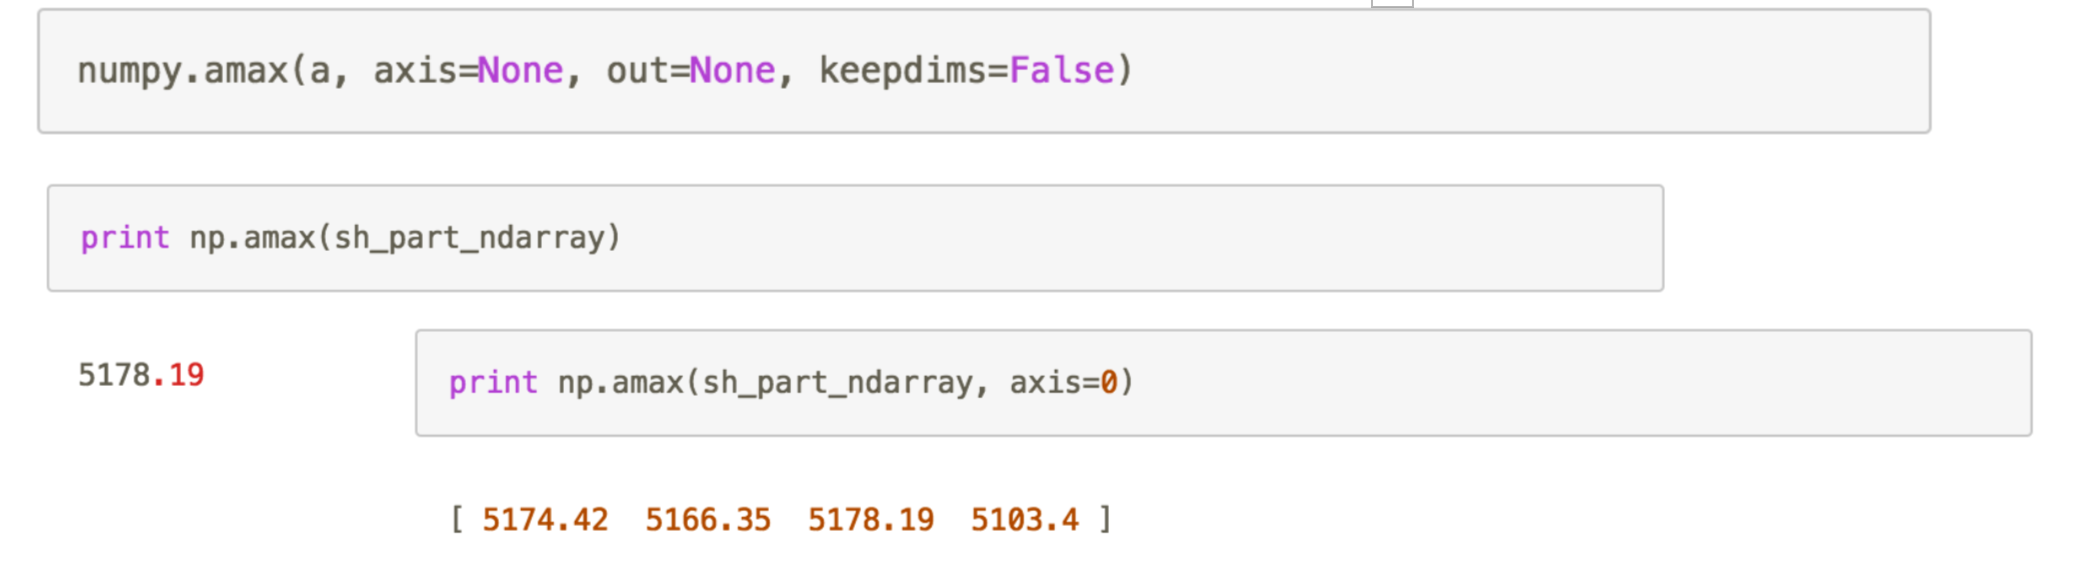 numpy.amax(a, axis=None, out=None, keepdims=False)
print np.amax(sh_part_ndarray)
5178.19
print np.amax(sh_part_ndarray, axis=0)
[ 5174.42  5166.35  5178.19  5103.4 ]